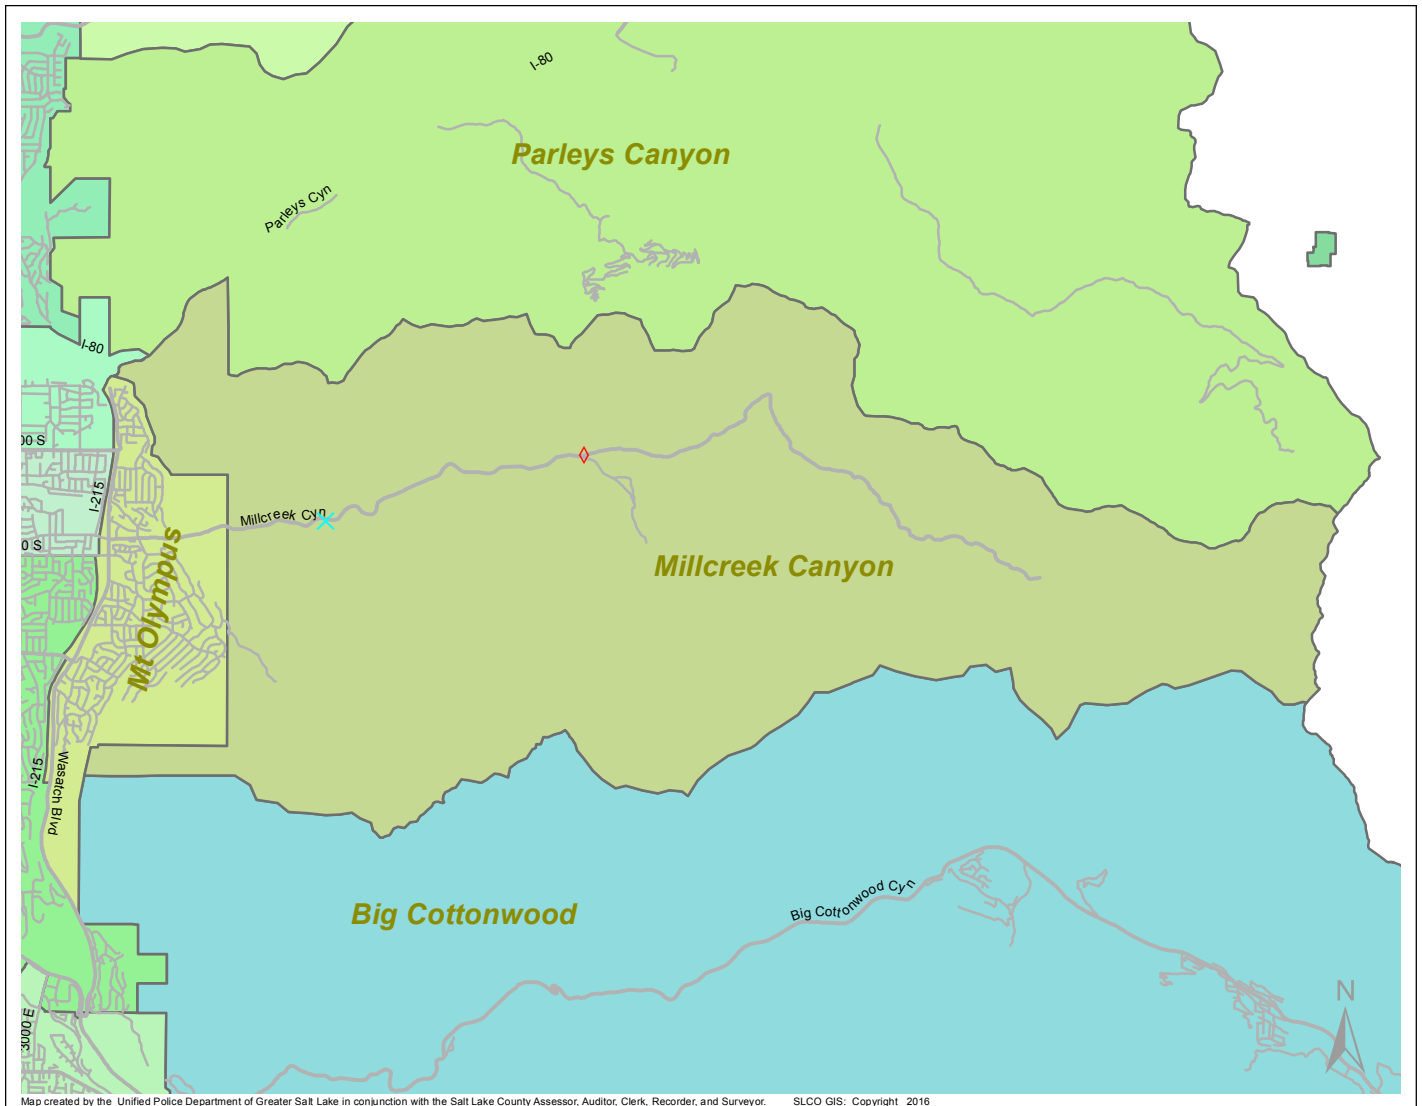 I-80
Parleys Canyon
Parleys Cyn
I-80
00 S
I-215
Millcreek Cyn
0 S
Mt Olympus
Millcreek Canyon
I-215
Wasatch Blvd
Big Cottonwood Cyn
Big Cottonwood
N
3000 E
Map created by the Unified Police Department of Greater Salt Lake in conjunction with the Salt Lake County Assessor, Auditor, Clerk, Recorder, and Surveyor. SLCO GIS: Copyright 2016